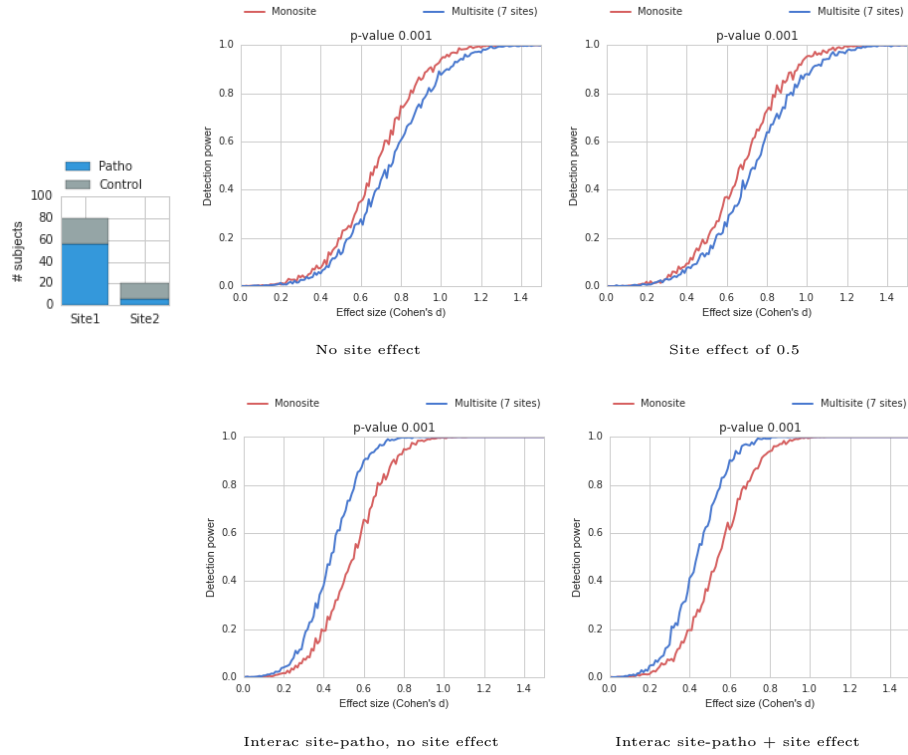 Patho
Control
100
80
60
40
20
0
# subjects
Site1
Site2
Monosite
Multisite (7 sites)
p-value 0.001
1.0
0.8
0.6
0.4
0.2
0.0
Detection power
0.0 0.2 0.4 0.6 0.8 1.0 1.2 1.4
Effect size (Cohen's d)
No site effect
Monosite
Multisite (7 sites)
p-value 0.001
1.0
0.8
0.6
0.4
0.2
0.0
Detection power
0.0 0.2 0.4 0.6 0.8 1.0 1.2 1.4
Effect size (Cohen's d)
Site effect of 0.5
Monosite
Multisite (7 sites)
p-value 0.001
1.0
0.8
0.6
0.4
0.2
0.0
Detection power
0.0 0.2 0.4 0.6 0.8 1.0 1.2 1.4
Effect size (Cohen's d)
Interac site-patho, no site effect
Monosite
Multisite (7 sites)
p-value 0.001
1.0
0.8
0.6
0.4
0.2
0.0
Detection power
0.0 0.2 0.4 0.6 0.8 1.0 1.2 1.4
Effect size (Cohen's d)
Interac site-patho + site effect